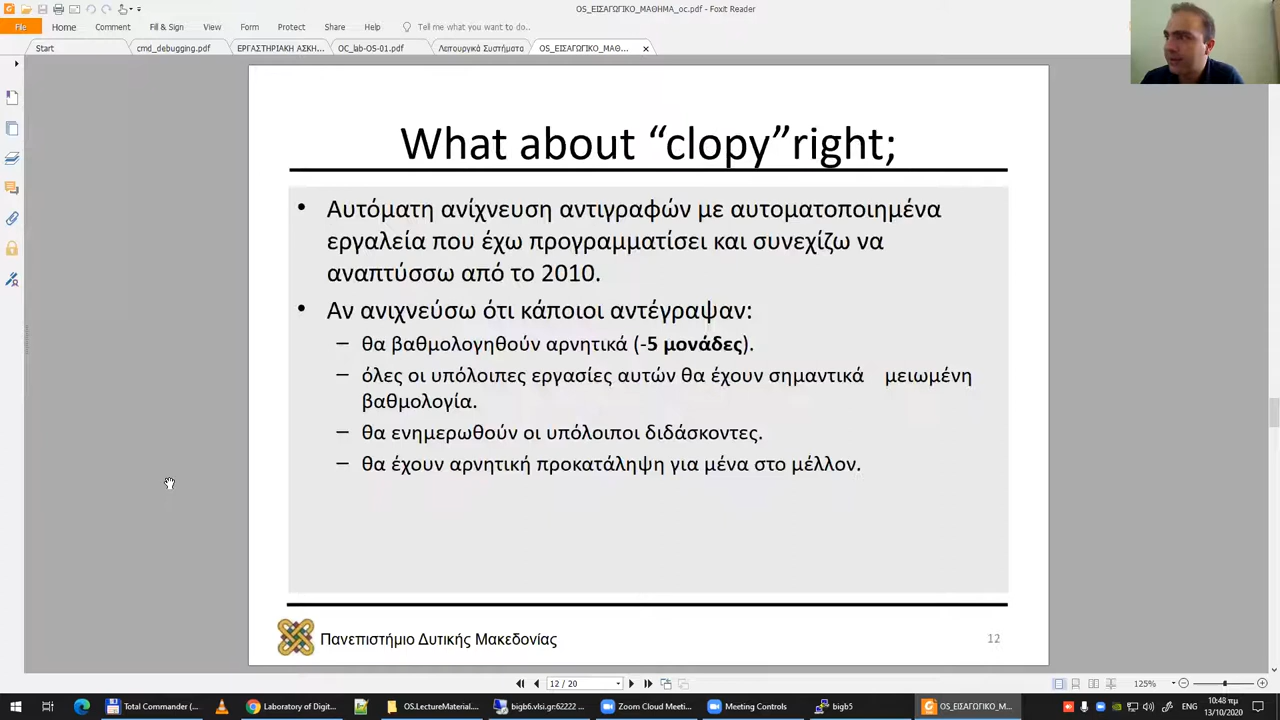 OS_ΕΙΣΑΓΩΓΙΚΟ_ΜΑΘΗΜΑ_oc.pdf - Foxit Reader
File Home Comment Fill & Sign View Form Protect Share Help Tell me what you want to do...
Start cmd_debugging.pdf ΕΡΓΑΣΤΗΡΙΑΚΗ ΑΣΚΗ... OC_lab-OS-01.pdf Λειτουργικά Συστήματα OS_ΕΙΣΑΓΩΓΙΚΟ_ΜΑΘ...
What about “clopy”right;
• Αυτόματη ανίχνευση αντιγραφών με αυτοματοποιημένα
εργαλεία που έχω προγραμματίσει και συνεχίζω να
αναπτύσσω από το 2010.
• Αν ανιχνεύσω ότι κάποιοι αντέγραψαν:
– θα βαθμολογηθούν αρνητικά (-5 μονάδες).
– όλες οι υπόλοιπες εργασίες αυτών θα έχουν σημαντικά μειωμένη
βαθμολογία.
– θα ενημερωθούν οι υπόλοιποι διδάσκοντες.
– θα έχουν αρνητική προκατάληψη για μένα στο μέλλον.
Πανεπιστήμιο Δυτικής Μακεδονίας
12
12 / 20
125%
Total Commander (... Laboratory of Digit... OS.LectureMaterial.... bigb6.vlsi.gr:62222 ... Zoom Cloud Meeti... Meeting Controls bigb5 OS_ΕΙΣΑΓΩΓΙΚΟ_Μ...
ΕΝΓ
10:48 πμ
13/10/2020